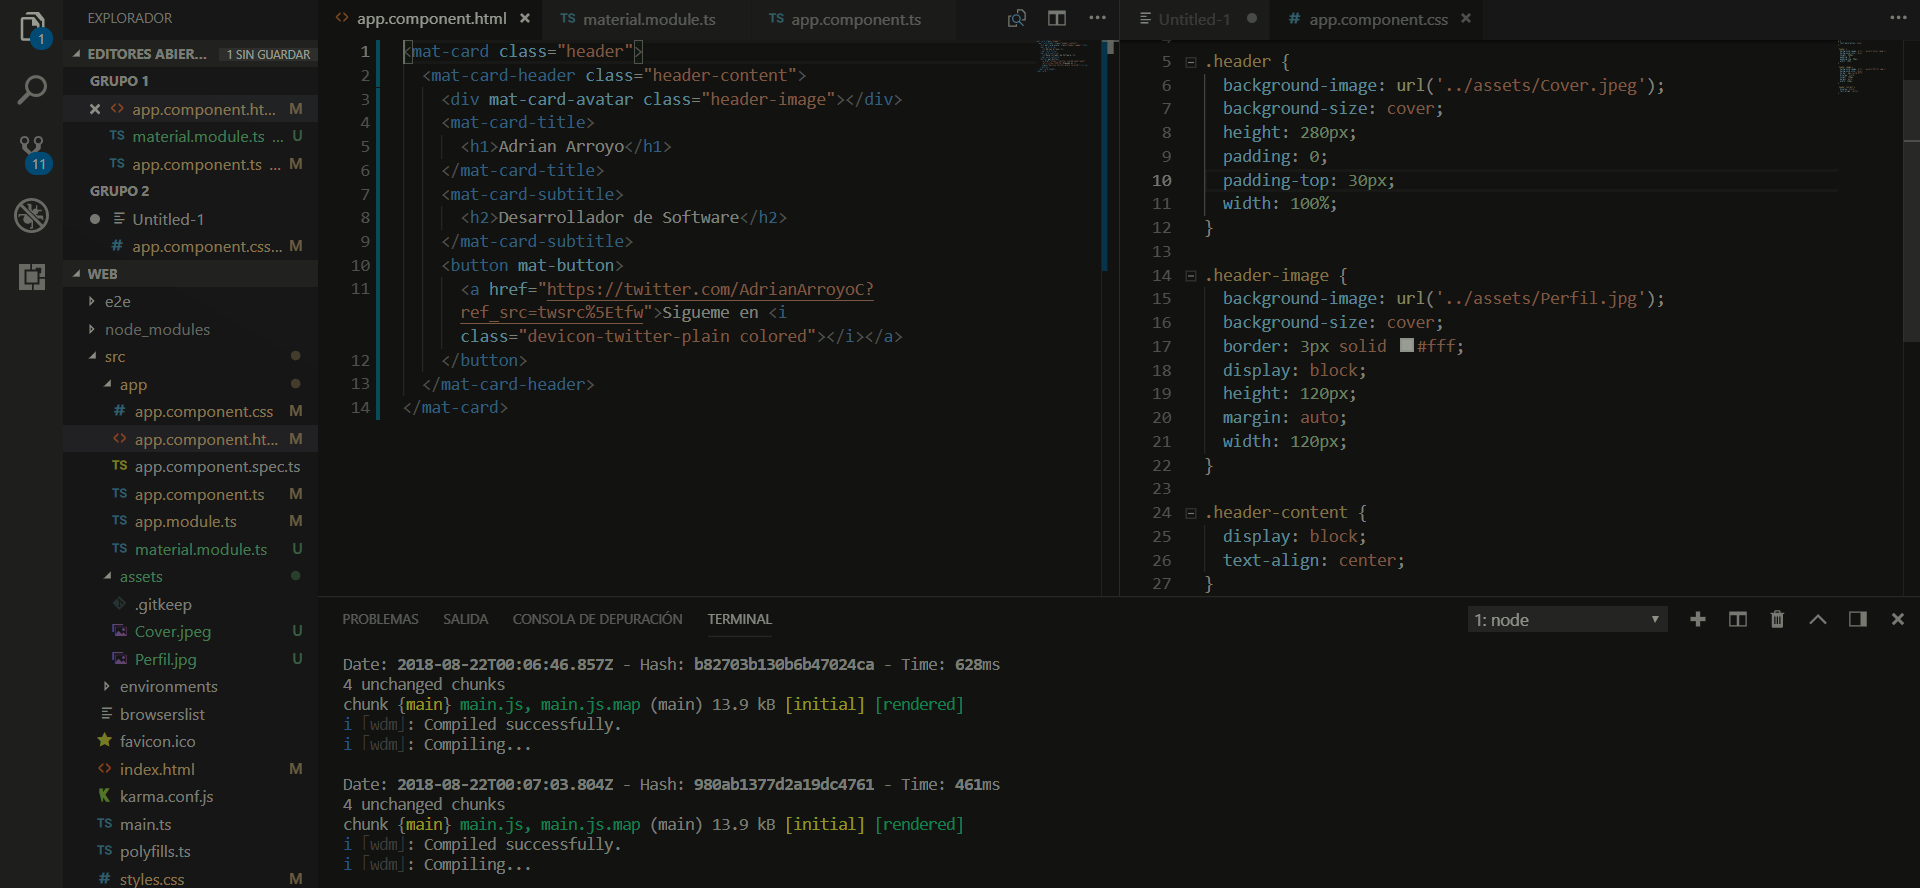 EXPLORADOR
EDITORES ABIER... 1 SIN GUARDAR
GRUPO 1
app.component.ht... M
TS material.module.ts ... U
TS app.component.ts ... M
GRUPO 2
Untitled-1
# app.component.css... M
WEB
e2e
node_modules
src
app
# app.component.css M
<> app.component.ht... M
TS app.component.spec.ts
TS app.component.ts M
TS app.module.ts M
TS material.module.ts U
assets
.gitkeep
Cover.jpeg U
Perfil.jpg U
environments
browserslist
favicon.ico
<> index.html M
K karma.conf.js
TS main.ts
TS polyfills.ts
# styles.css M
1
11
<> app.component.html × TS material.module.ts TS app.component.ts
1 <mat-card class="header">
2 <mat-card-header class="header-content">
3 <div mat-card-avatar class="header-image"></div>
4 <mat-card-title>
5 <h1>Adrian Arroyo</h1>
6 </mat-card-title>
7 <mat-card-subtitle>
8 <h2>Desarrollador de Software</h2>
9 </mat-card-subtitle>
10 <button mat-button>
11 <a href="https://twitter.com/AdrianArroyoC?
ref_src=twsrc%5Etfw">Sigueme en <i
class="devicon-twitter-plain colored"></i></a>
12 </button>
13 </mat-card-header>
14 </mat-card>
Untitled-1 # app.component.css ×
5 .header {
6 background-image: url('../assets/Cover.jpeg');
7 background-size: cover;
8 height: 280px;
9 padding: 0;
10 padding-top: 30px;
11 width: 100%;
12 }
13
14 .header-image {
15 background-image: url('../assets/Perfil.jpg');
16 background-size: cover;
17 border: 3px solid #fff;
18 display: block;
19 height: 120px;
20 margin: auto;
21 width: 120px;
22 }
23
24 .header-content {
25 display: block;
26 text-align: center;
27 }
PROBLEMAS SALIDA CONSOLA DE DEPURACIÓN TERMINAL 1: node
Date: 2018-08-22T00:06:46.857Z - Hash: b82703b130b6b47024ca - Time: 628ms
4 unchanged chunks
chunk {main} main.js, main.js.map (main) 13.9 kB [initial] [rendered]
i ｢wdm｣: Compiled successfully.
i ｢wdm｣: Compiling...
Date: 2018-08-22T00:07:03.804Z - Hash: 980ab1377d2a19dc4761 - Time: 461ms
4 unchanged chunks
chunk {main} main.js, main.js.map (main) 13.9 kB [initial] [rendered]
i ｢wdm｣: Compiled successfully.
i ｢wdm｣: Compiling...